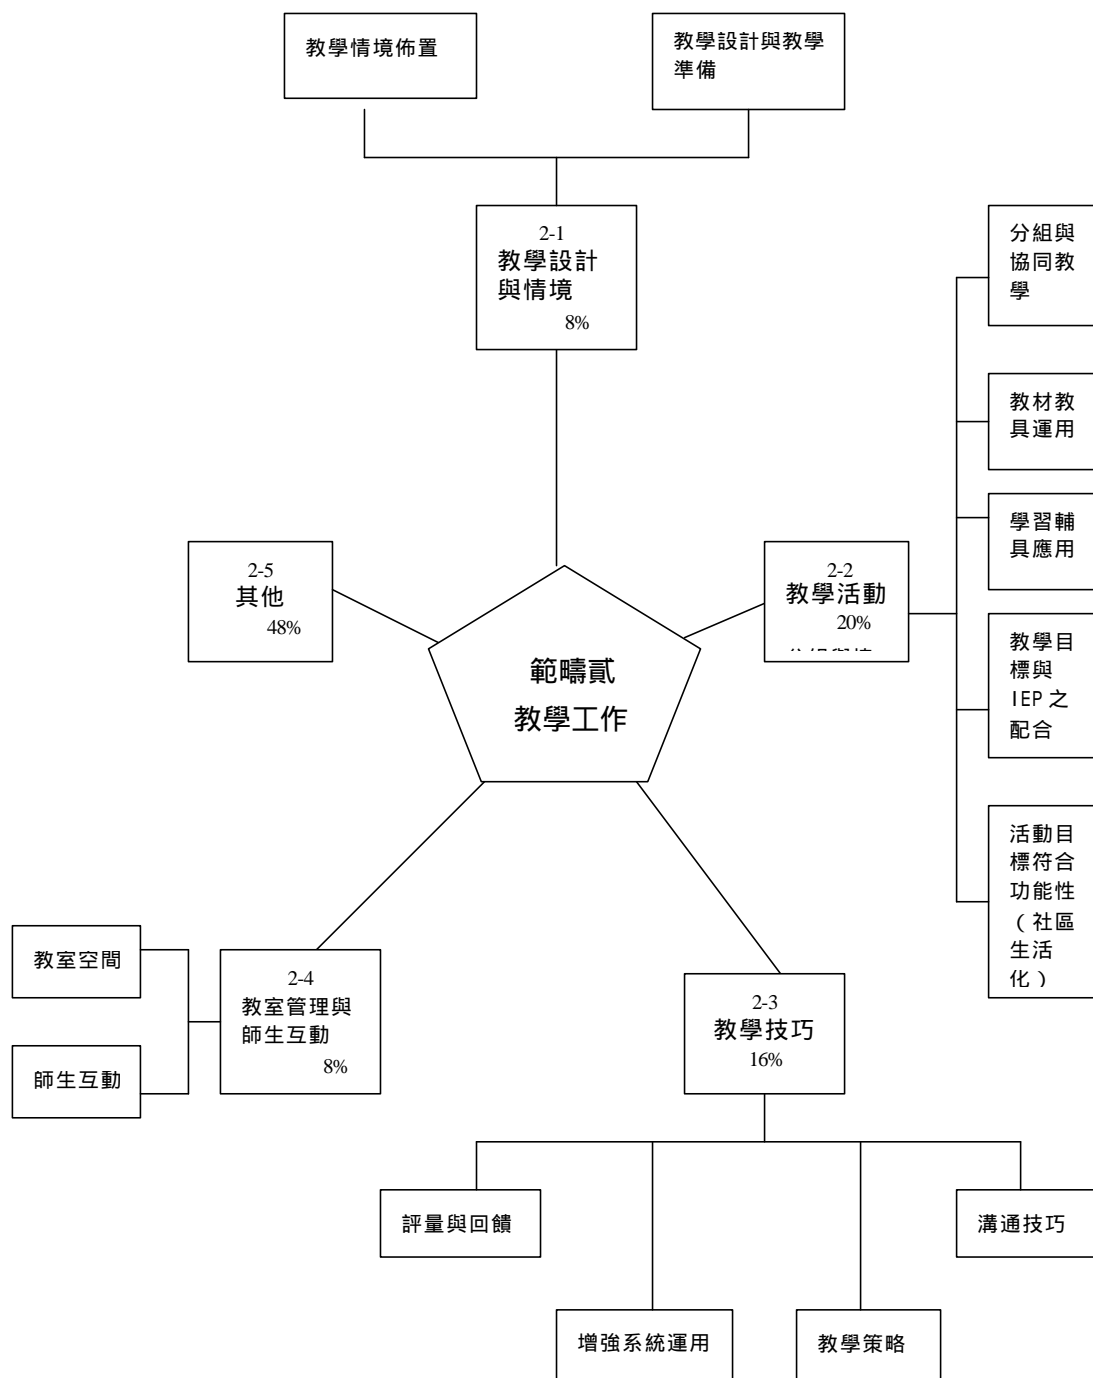 教學情境佈置
教學設計與教學
準備
2-1
教學設計
與情境
8%
分組與
協同教
學
教材教
具運用
學習輔
具應用
教學目
標與
IEP 之
配合
活動目
標符合
功能性
（社區
生活
化）
2-2
教學活動
20%
2-5
其他
48%
範疇貳
教學工作
教室空間
師生互動
2-4
教室管理與
師生互動
8%
2-3
教學技巧
16%
評量與回饋
溝通技巧
增強系統運用
教學策略